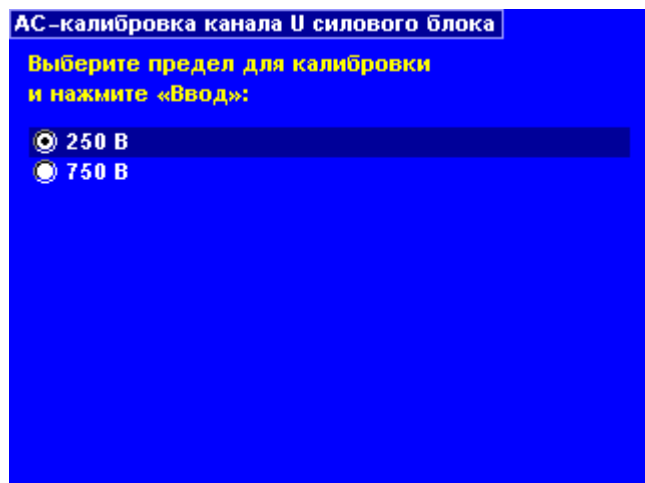 АС-калибровка канала U силового блока
Выберите предел для калибровки
и нажмите «Ввод»:
250 В
750 В